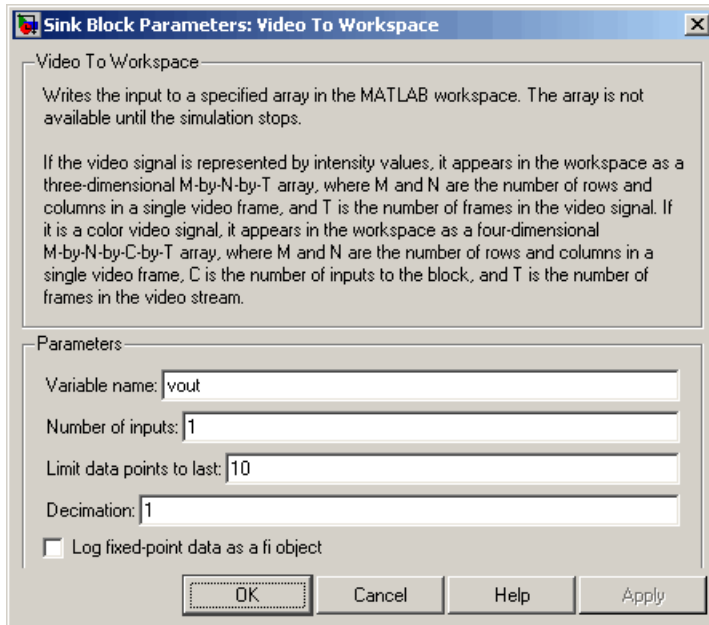 Sink Block Parameters: Video To Workspace
Video To Workspace
Writes the input to a specified array in the MATLAB workspace. The array is not
available until the simulation stops.
If the video signal is represented by intensity values, it appears in the workspace as a
three-dimensional M-by-N-by-T array, where M and N are the number of rows and
columns in a single video frame, and T is the number of frames in the video signal. If
it is a color video signal, it appears in the workspace as a four-dimensional
M-by-N-by-C-by-T array, where M and N are the number of rows and columns in a
single video frame, C is the number of inputs to the block, and T is the number of
frames in the video stream.
Parameters
Variable name: vout
Number of inputs: 1
Limit data points to last: 10
Decimation: 1
Log fixed-point data as a fi object
OK Cancel Help Apply